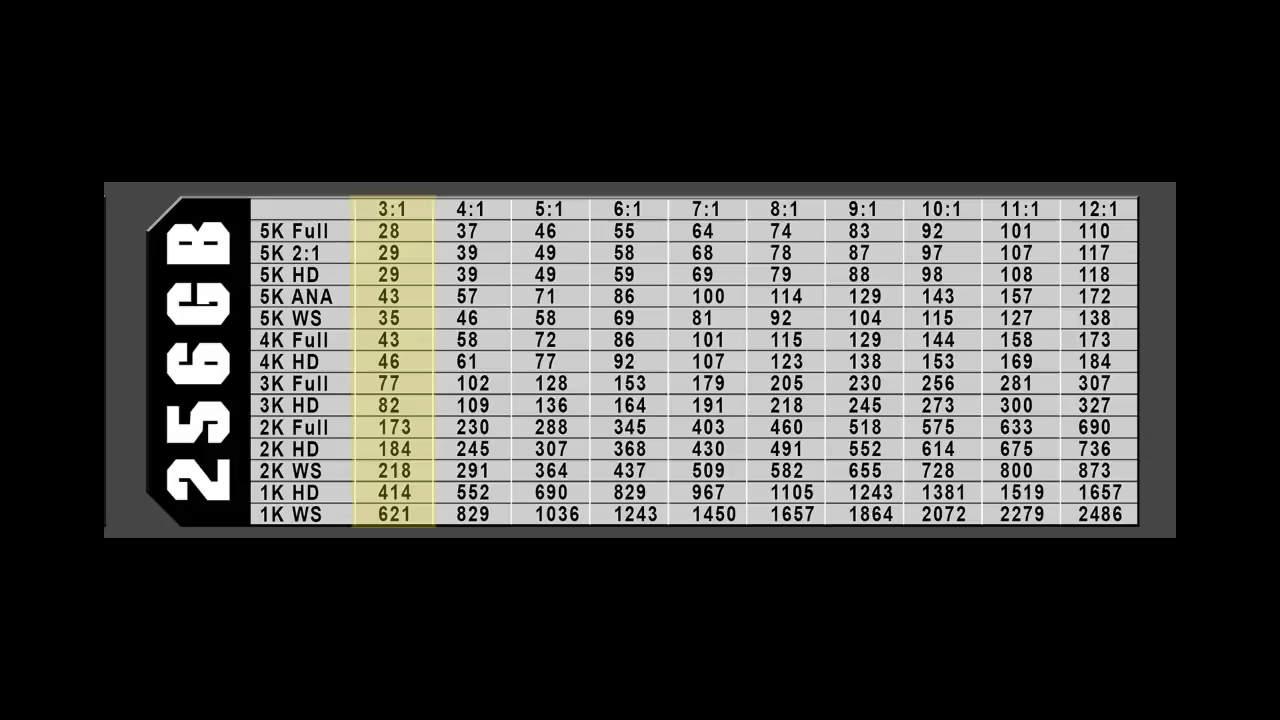 256GB
3:1 4:1 5:1 6:1 7:1 8:1 9:1 10:1 11:1 12:1
5K Full 28 37 46 55 64 74 83 92 101 110
5K 2:1 29 39 49 58 68 78 87 97 107 117
5K HD 29 39 49 59 69 79 88 98 108 118
5K ANA 43 57 71 86 100 114 129 143 157 172
5K WS 35 46 58 69 81 92 104 115 127 138
4K Full 43 58 72 86 101 115 129 144 158 173
4K HD 46 61 77 92 107 123 138 153 169 184
3K Full 77 102 128 153 179 205 230 256 281 307
3K HD 82 109 136 164 191 218 245 273 300 327
2K Full 173 230 288 345 403 460 518 575 633 690
2K HD 184 245 307 368 430 491 552 614 675 736
2K WS 218 291 364 437 509 582 655 728 800 873
1K HD 414 552 690 829 967 1105 1243 1381 1519 1657
1K WS 621 829 1036 1243 1450 1657 1864 2072 2279 2486